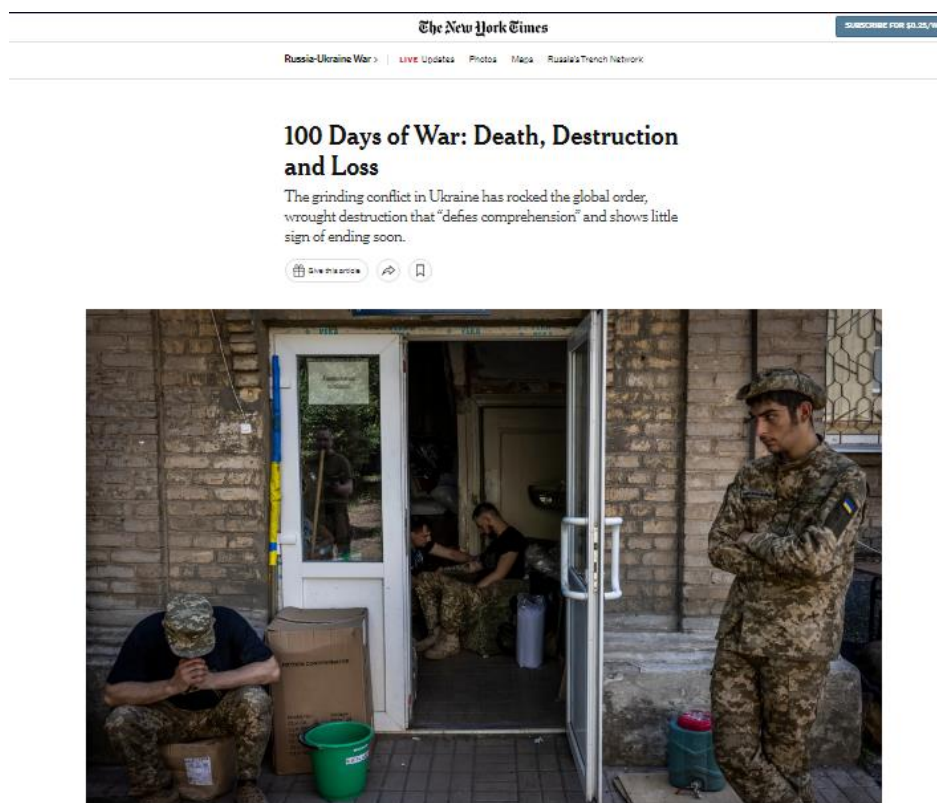 The New York Times
SUBSCRIBE FOR $0.25/W
Russia-Ukraine War > LIVE Updates Photos Maps Russia's Trench Network
100 Days of War: Death, Destruction
and Loss
The grinding conflict in Ukraine has rocked the global order,
wrought destruction that “defies comprehension” and shows little
sign of ending soon.
Give this article